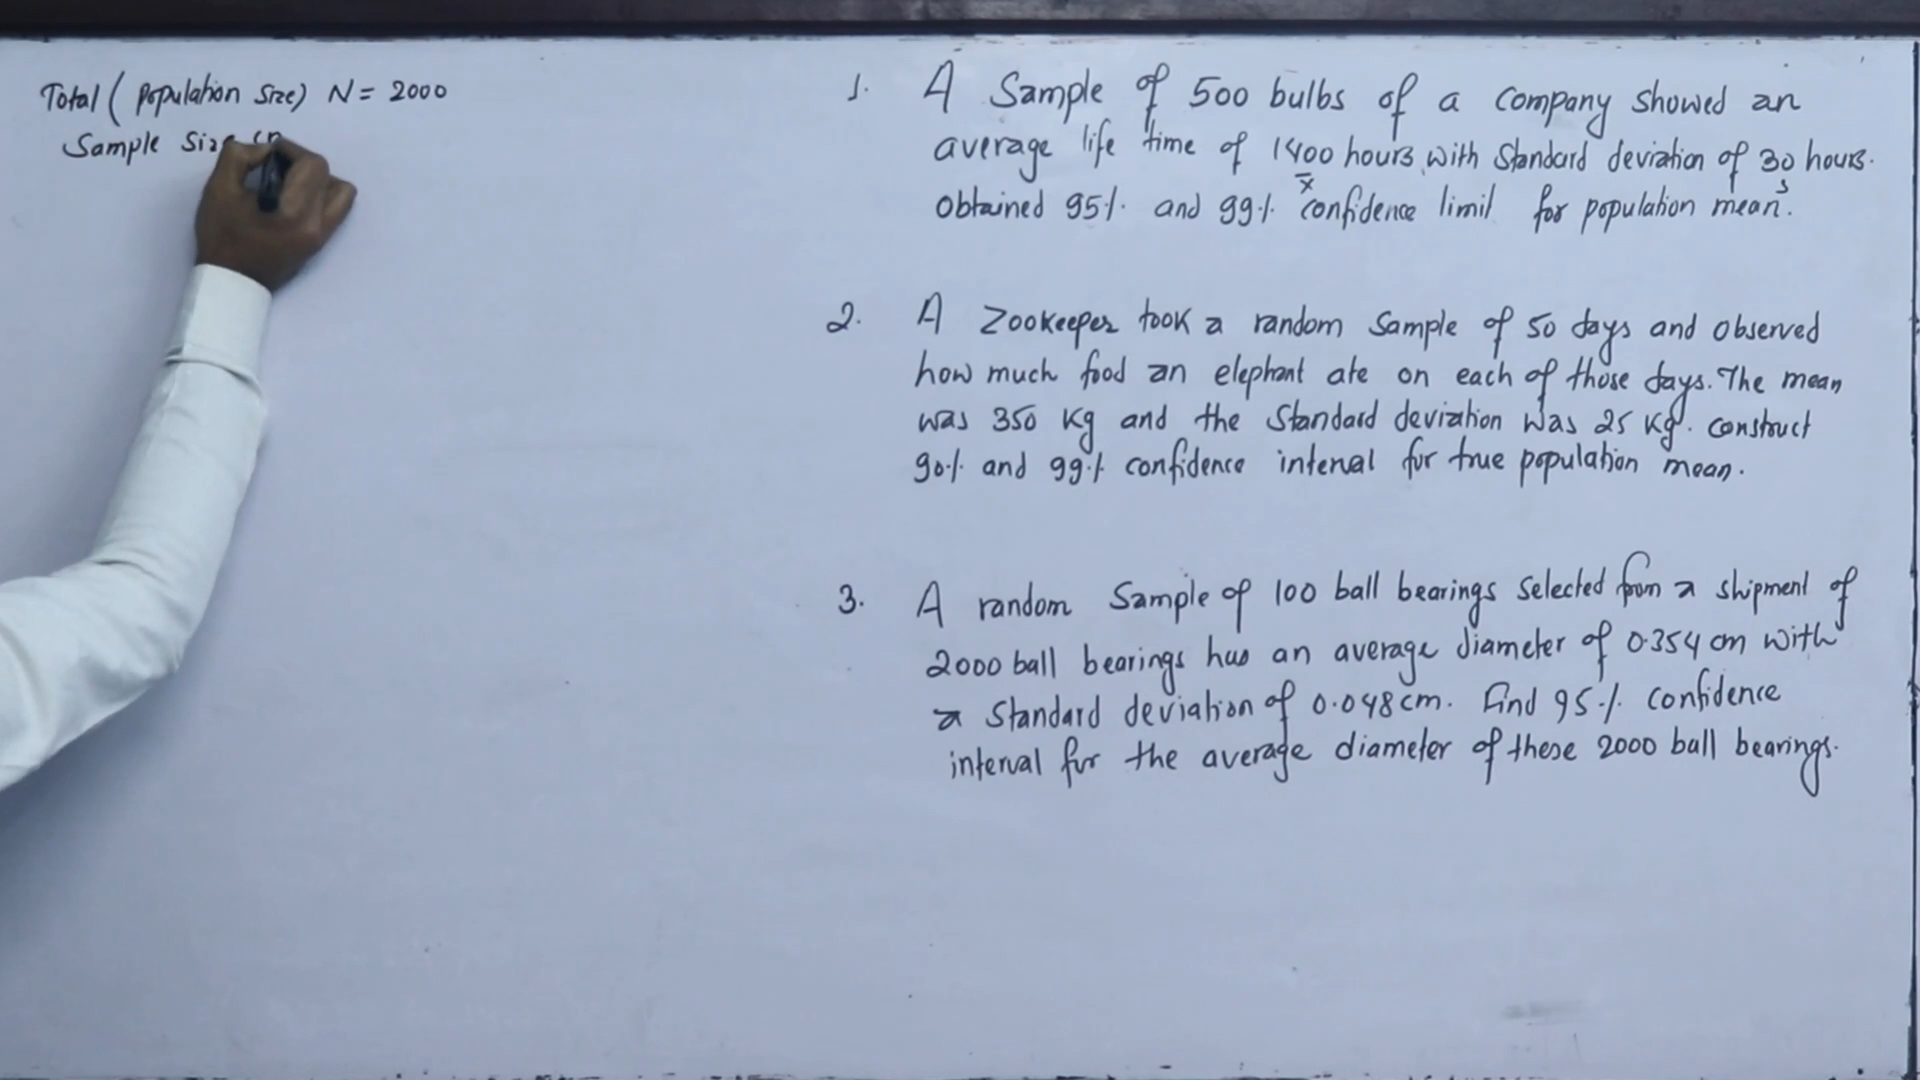 Total ( Population Size) N = 2000
Sample Size (n
1. A Sample of 500 bulbs of a company showed an
average life time of 1400 hours with Standard deviation of 30 hours.
x̄ s
Obtained 95% and 99% confidence limit for population mean.
2. A Zookeeper took a random Sample of 50 days and observed
how much food an elephant ate on each of those days. The mean
was 350 kg and the Standard deviation was 25 kg. construct
90% and 99% confidence interval for true population mean.
3. A random Sample of 100 ball bearings Selected from a shipment of
2000 ball bearings has an average diameter of 0.354 cm with
a Standard deviation of 0.048 cm. Find 95% confidence
interval for the average diameter of these 2000 ball bearings.